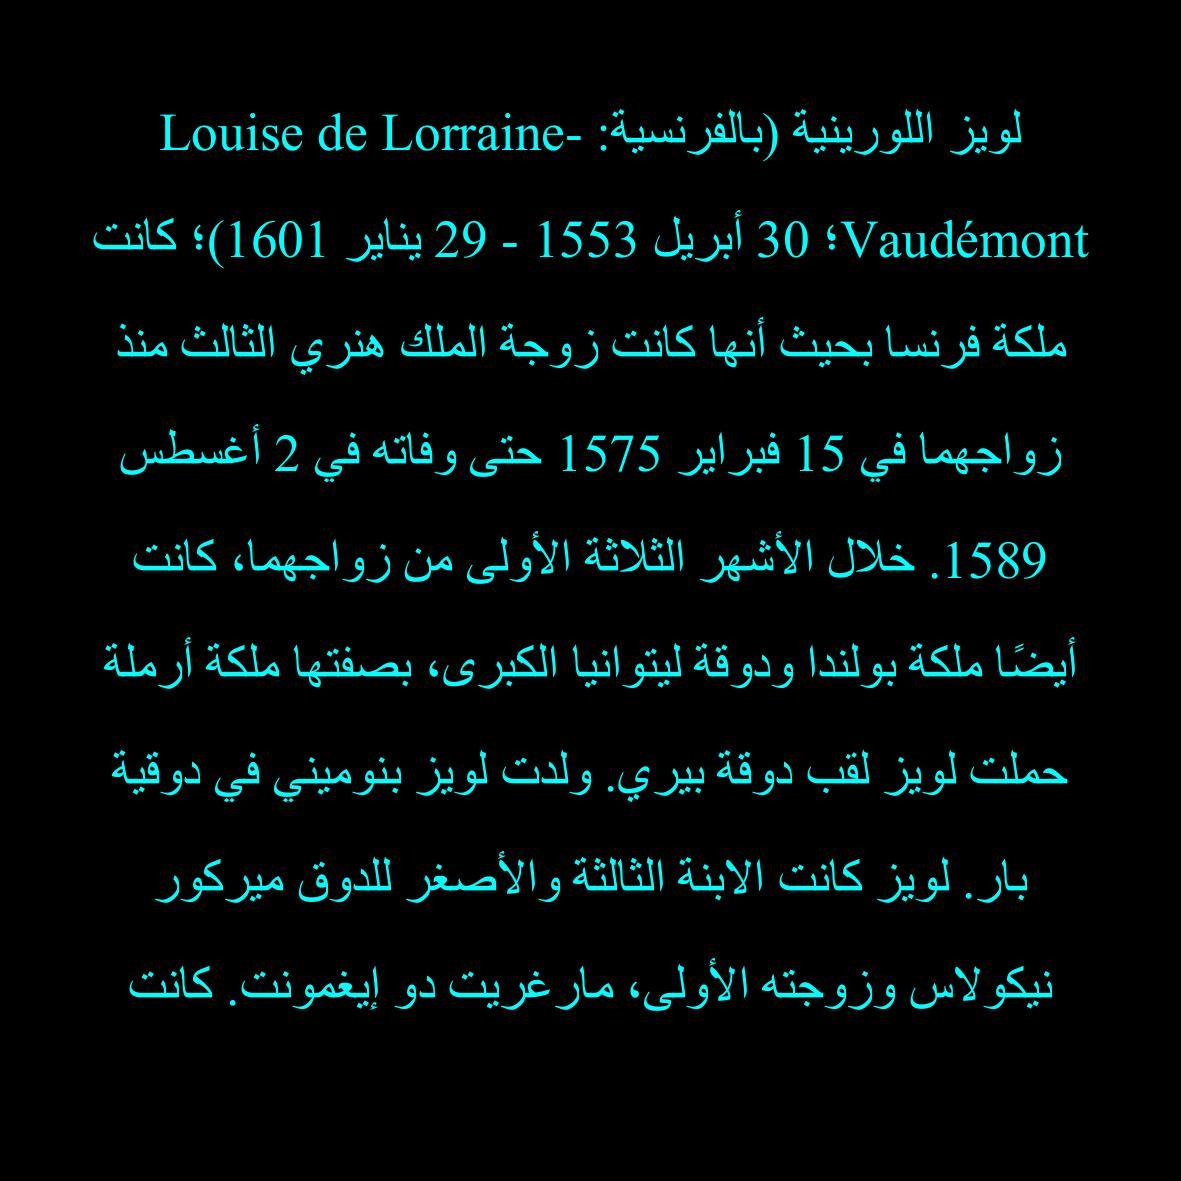 لويز اللورينية (بالفرنسية: Louise de Lorraine-
Vaudémont؛ 30 أبريل 1553 - 29 يناير 1601)؛ كانت
ملكة فرنسا بحيث أنها كانت زوجة الملك هنري الثالث منذ
زواجهما في 15 فبراير 1575 حتى وفاته في 2 أغسطس
1589. خلال الأشهر الثلاثة الأولى من زواجهما، كانت
أيضًا ملكة بولندا ودوقة ليتوانيا الكبرى، بصفتها ملكة أرملة
حملت لويز لقب دوقة بيري. ولدت لويز بنوميني في دوقية
بار. لويز كانت الابنة الثالثة والأصغر للدوق ميركور
نيكولاس وزوجته الأولى، مارغريت دو إيغمونت. كانت